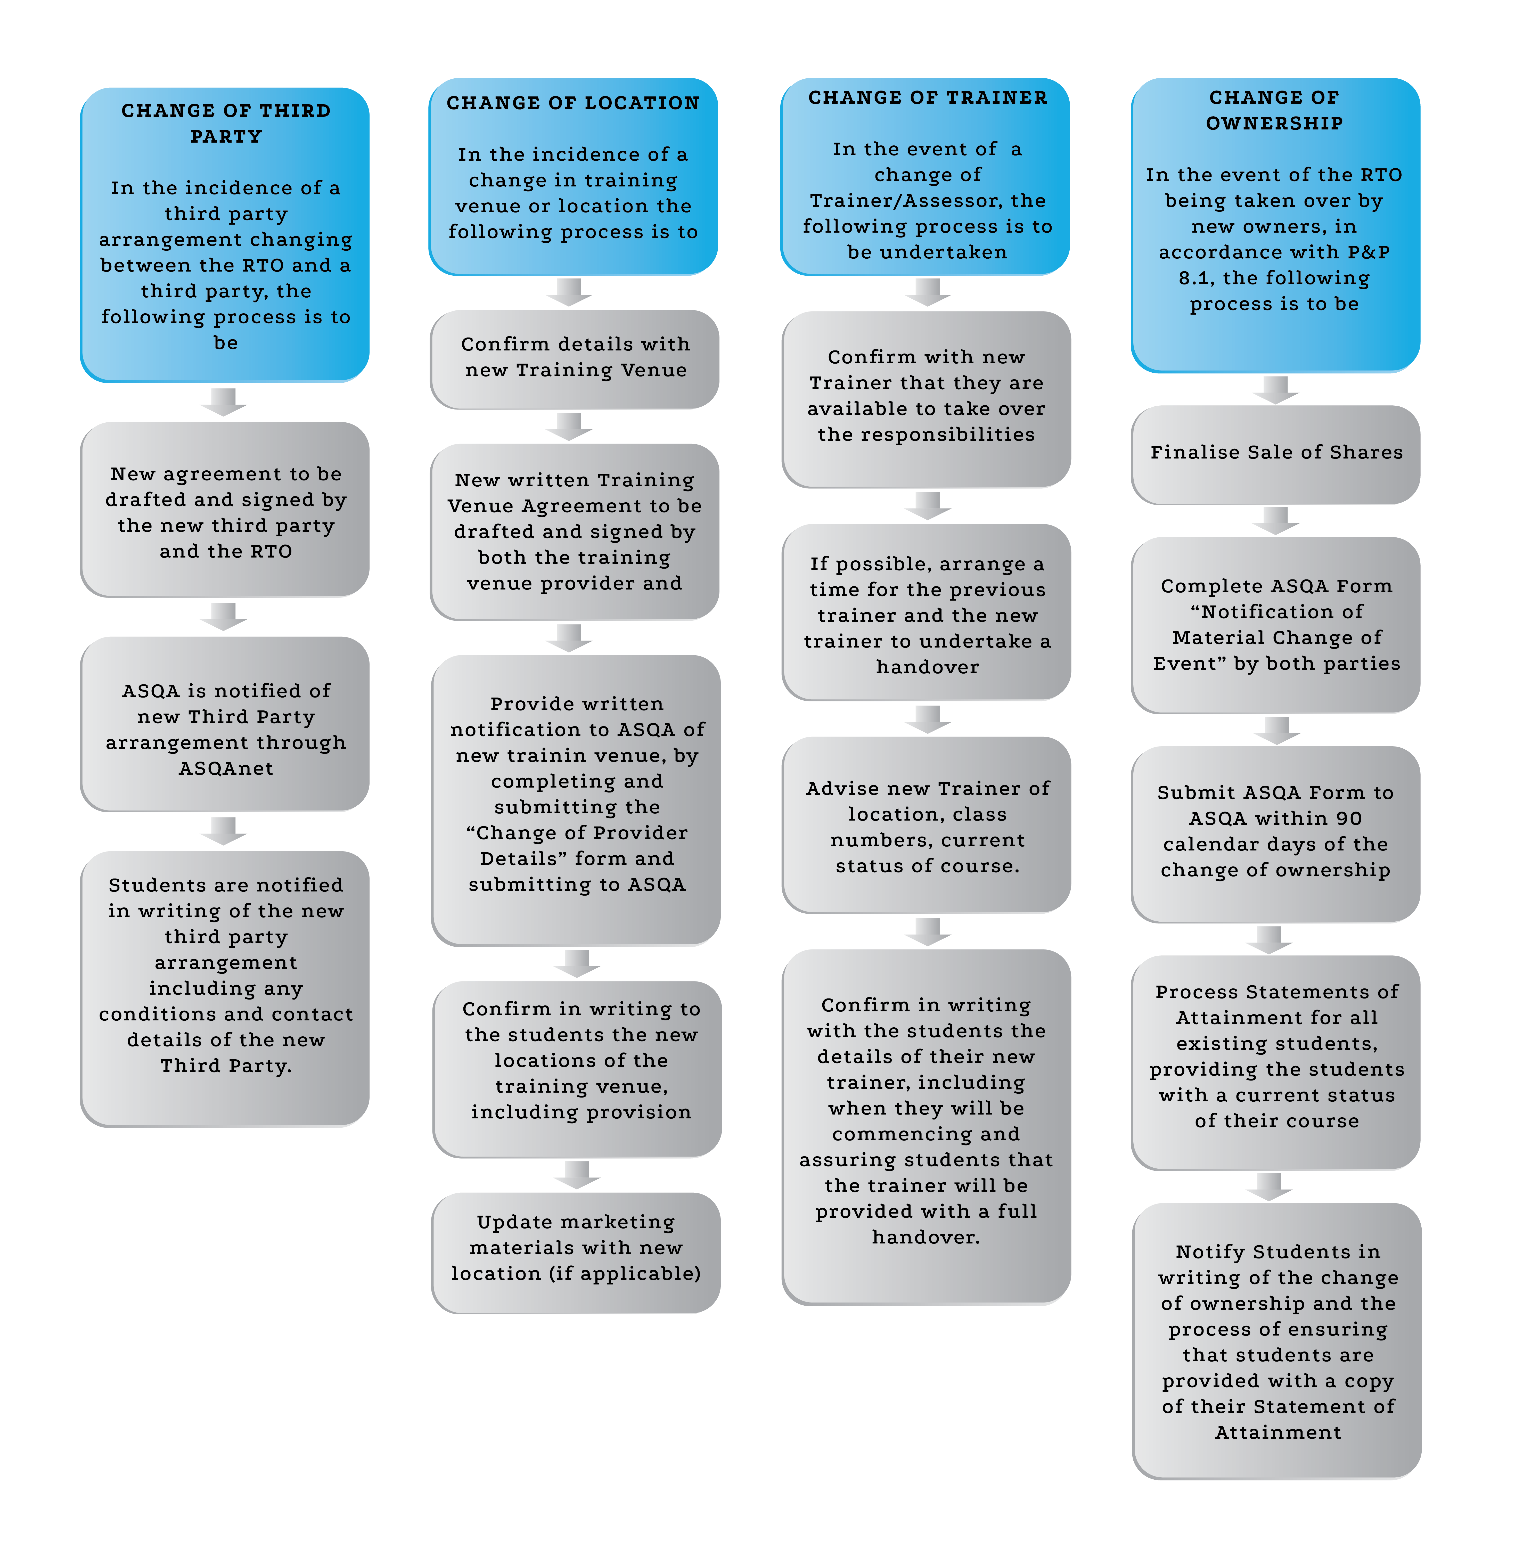 CHANGE OF THIRD
PARTY
In the incidence of a
third party
arrangement changing
between the RTO and a
third party, the
following process is to
be
New agreement to be
drafted and signed by
the new third party
and the RTO
ASQA is notified of
new Third Party
arrangement through
ASQAnet
Students are notified
in writing of the new
third party
arrangement
including any
conditions and contact
details of the new
Third Party.
CHANGE OF LOCATION
In the incidence of a
change in training
venue or location the
following process is to
Confirm details with
new Training Venue
New written Training
Venue Agreement to be
drafted and signed by
both the training
venue provider and
Provide written
notification to ASQA of
new trainin venue, by
completing and
submitting the
“Change of Provider
Details” form and
submitting to ASQA
Confirm in writing to
the students the new
locations of the
training venue,
including provision
Update marketing
materials with new
location (if applicable)
CHANGE OF TRAINER
In the event of a
change of
Trainer/Assessor, the
following process is to
be undertaken
Confirm with new
Trainer that they are
available to take over
the responsibilities
If possible, arrange a
time for the previous
trainer and the new
trainer to undertake a
handover
Advise new Trainer of
location, class
numbers, current
status of course.
Confirm in writing
with the students the
details of their new
trainer, including
when they will be
commencing and
assuring students that
the trainer will be
provided with a full
handover.
CHANGE OF
OWNERSHIP
In the event of the RTO
being taken over by
new owners, in
accordance with P&P
8.1, the following
process is to be
Finalise Sale of Shares
Complete ASQA Form
“Notification of
Material Change of
Event” by both parties
Submit ASQA Form to
ASQA within 90
calendar days of the
change of ownership
Process Statements of
Attainment for all
existing students,
providing the students
with a current status
of their course
Notify Students in
writing of the change
of ownership and the
process of ensuring
that students are
provided with a copy
of their Statement of
Attainment